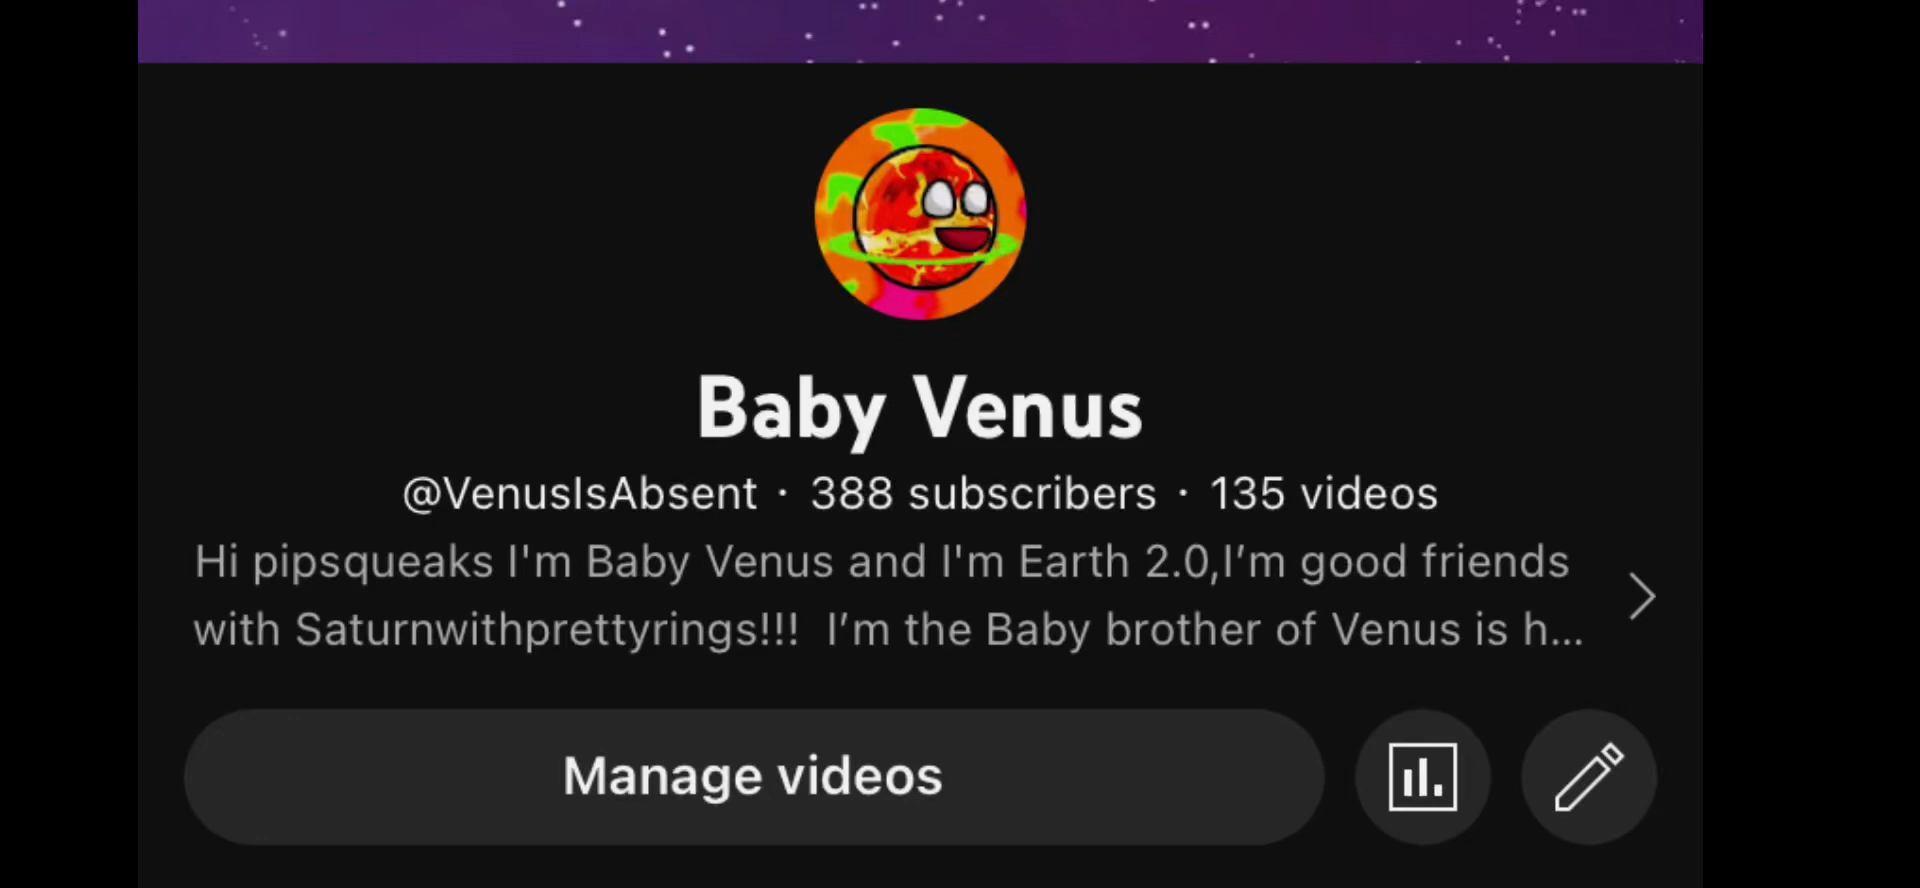 Baby Venus
@VenusIsAbsent · 388 subscribers · 135 videos
Hi pipsqueaks I'm Baby Venus and I'm Earth 2.0,I’m good friends
with Saturnwithprettyrings!!!  I’m the Baby brother of Venus is h...
Manage videos